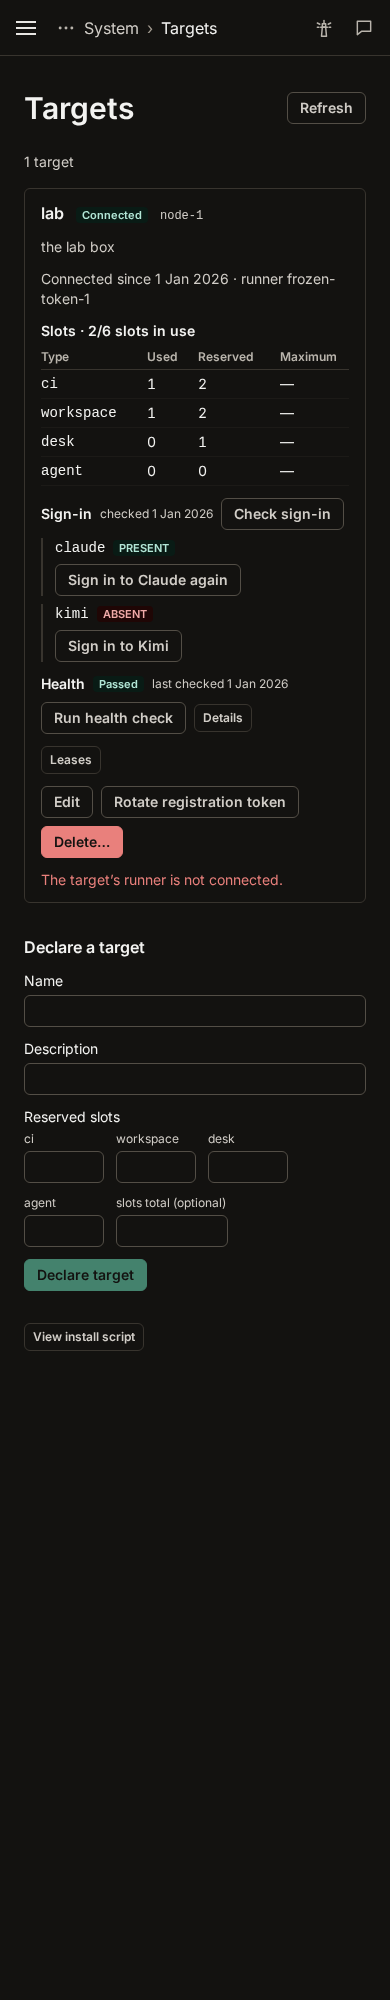 ··· System › Targets
Targets
Refresh
1 target
lab Connected node-1
the lab box
Connected since 1 Jan 2026 · runner frozen-
token-1
Slots · 2/6 slots in use
Type Used Reserved Maximum
ci 1 2 —
workspace 1 2 —
desk 0 1 —
agent 0 0 —
Sign-in checked 1 Jan 2026 Check sign-in
claude PRESENT
Sign in to Claude again
kimi ABSENT
Sign in to Kimi
Health Passed last checked 1 Jan 2026
Run health check Details
Leases
Edit Rotate registration token
Delete…
The target’s runner is not connected.
Declare a target
Name
Description
Reserved slots
ci workspace desk
agent slots total (optional)
Declare target
View install script